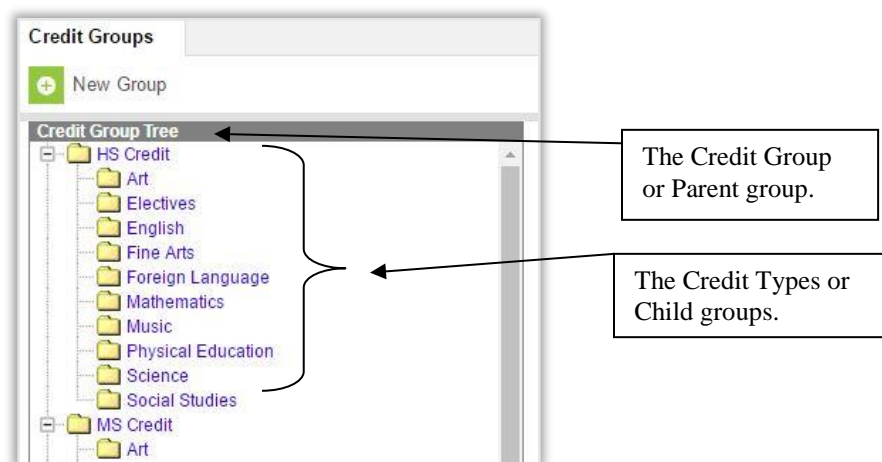 Credit Groups
New Group
Credit Group Tree
HS Credit
Art
Electives
English
Fine Arts
Foreign Language
Mathematics
Music
Physical Education
Science
Social Studies
MS Credit
Art
The Credit Group
or Parent group.
The Credit Types or
Child groups.